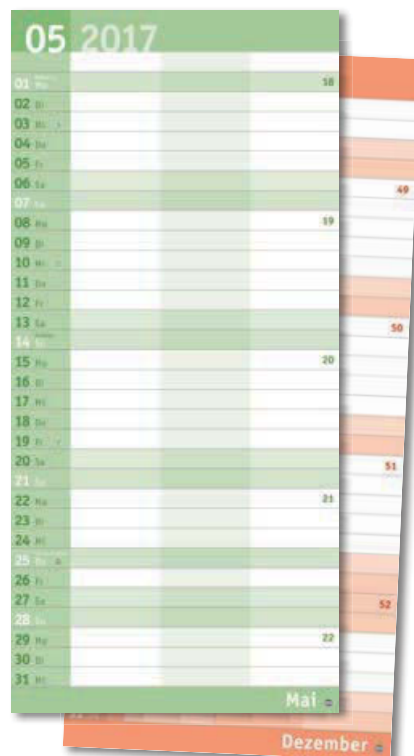 05 2017
01 Mo 18
02 Di
03 Mi
04 Do
05 Fr
06 Sa
07 So
08 Mo 19
09 Di
10 Mi
11 Do
12 Fr
13 Sa
14 So
15 Mo 20
16 Di
17 Mi
18 Do
19 Fr
20 Sa
21 So
22 Mo 21
23 Di
24 Mi
25 Do
26 Fr
27 Sa
28 So
29 Mo 22
30 Di
31 Mi
Mai
49
50
51
52
Dezember